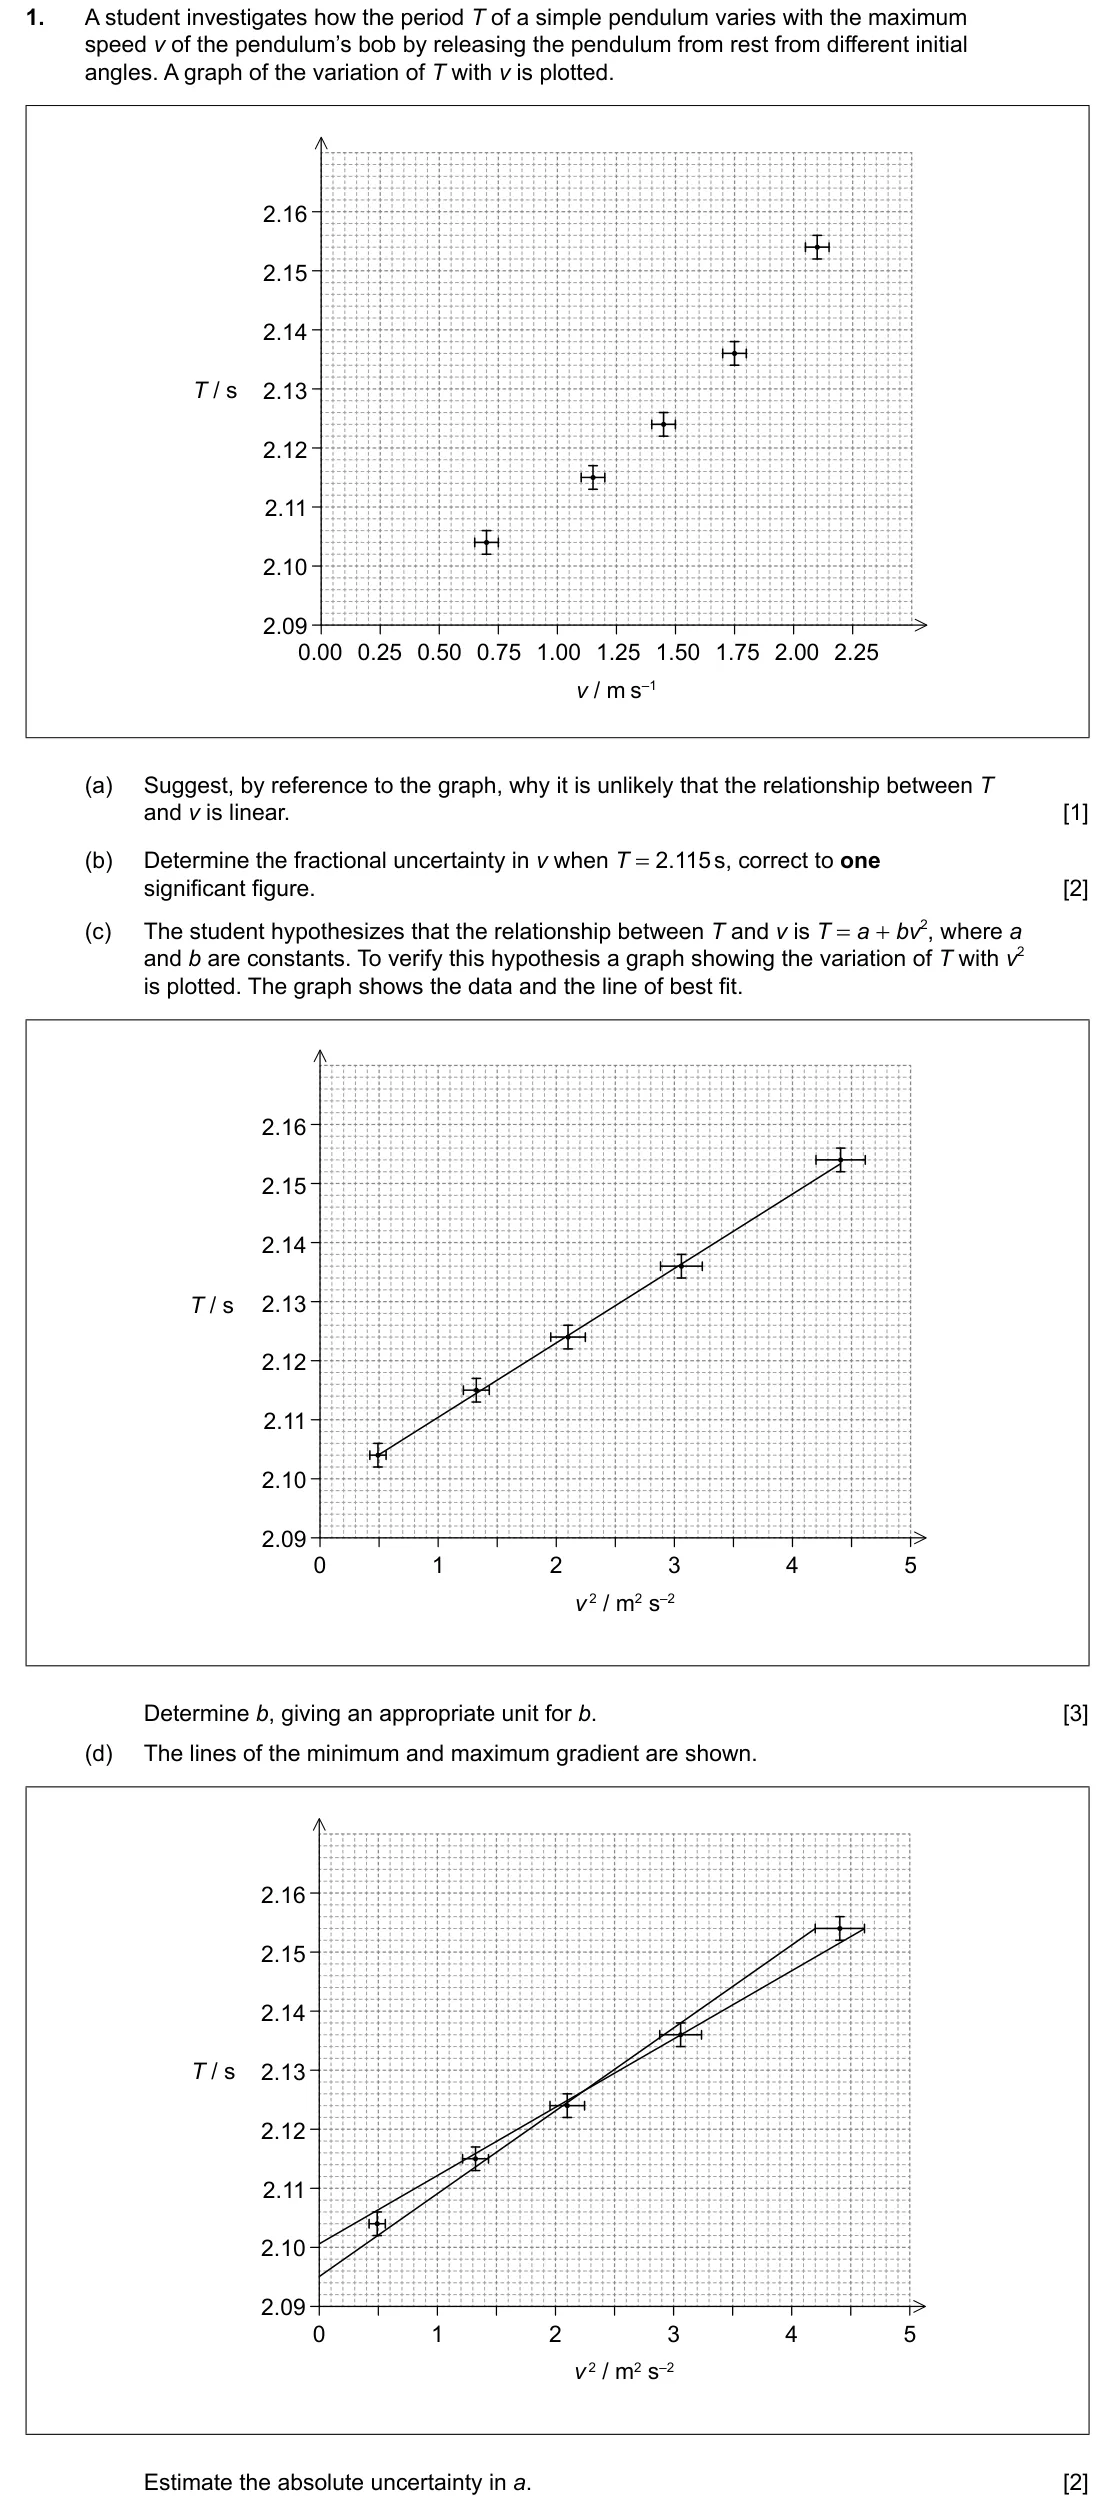 1. A student investigates how the period T of a simple pendulum varies with the maximum
speed v of the pendulum’s bob by releasing the pendulum from rest from different initial
angles. A graph of the variation of T with v is plotted.
2.16
2.15
2.14
T / s 2.13
2.12
2.11
2.10
2.09
0.00 0.25 0.50 0.75 1.00 1.25 1.50 1.75 2.00 2.25
v / m s⁻¹
(a) Suggest, by reference to the graph, why it is unlikely that the relationship between T
and v is linear. [1]
(b) Determine the fractional uncertainty in v when T = 2.115 s, correct to one
significant figure. [2]
(c) The student hypothesizes that the relationship between T and v is T = a + bv², where a
and b are constants. To verify this hypothesis a graph showing the variation of T with v²
is plotted. The graph shows the data and the line of best fit.
2.16
2.15
2.14
T / s 2.13
2.12
2.11
2.10
2.09
0 1 2 3 4 5
v² / m² s⁻²
Determine b, giving an appropriate unit for b. [3]
(d) The lines of the minimum and maximum gradient are shown.
2.16
2.15
2.14
T / s 2.13
2.12
2.11
2.10
2.09
0 1 2 3 4 5
v² / m² s⁻²
Estimate the absolute uncertainty in a. [2]